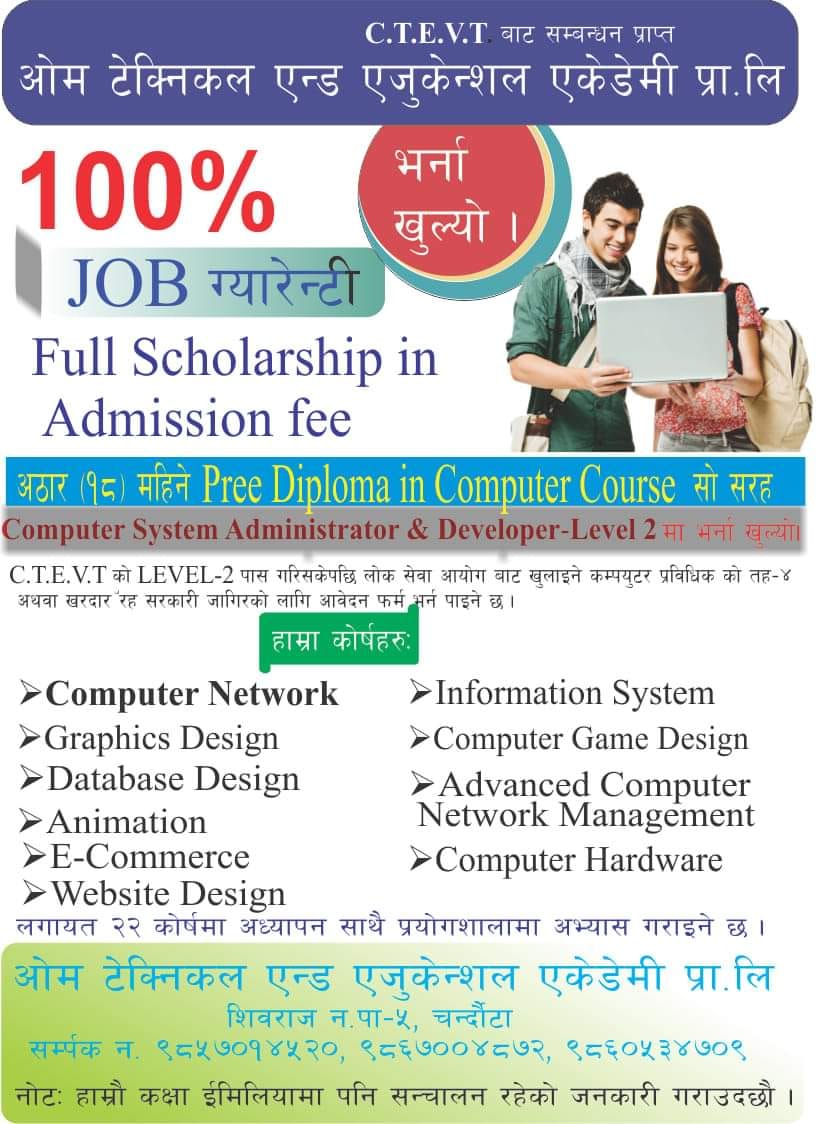 C.T.E.V.T. बाट सम्बन्धन प्राप्त
ओम टेक्निकल एन्ड एजुकेन्शल एकेडेमी प्रा.लि
100%
JOB ग्यारेन्टी
भर्ना
खुल्यो ।
Full Scholarship in
Admission fee
अठार (१८) महिने Pree Diploma in Computer Course सो सरह
Computer System Administrator & Developer-Level 2 मा भर्ना खुल्यो।
C.T.E.V.T को LEVEL-2 पास गरिसकेपछि लोक सेवा आयोग बाट खुलाइने कम्पयुटर प्रविधिक को तह-४
अथवा खरदार रह सरकारी जागिरको लागि आवेदन फर्म भर्न पाइने छ ।
हाम्रा कोर्षहरुः
➢Computer Network
➢Graphics Design
➢Database Design
➢Animation
➢E-Commerce
➢Website Design
➢Information System
➢Computer Game Design
➢Advanced Computer
Network Management
➢Computer Hardware
लगायत २२ कोर्षमा अध्यापन साथै प्रयोगशालामा अभ्यास गराइने छ ।
ओम टेक्निकल एन्ड एजुकेन्शल एकेडेमी प्रा.लि
शिवराज न.पा-५, चन्दौटा
सर्म्पक न. ९८५७०१४५२०, ९८६७००४८७२, ९८६०५३४७०९
नोटः हाम्रौ कक्षा ईमिलियामा पनि सन्चालन रहेको जनकारी गराउदछौ ।